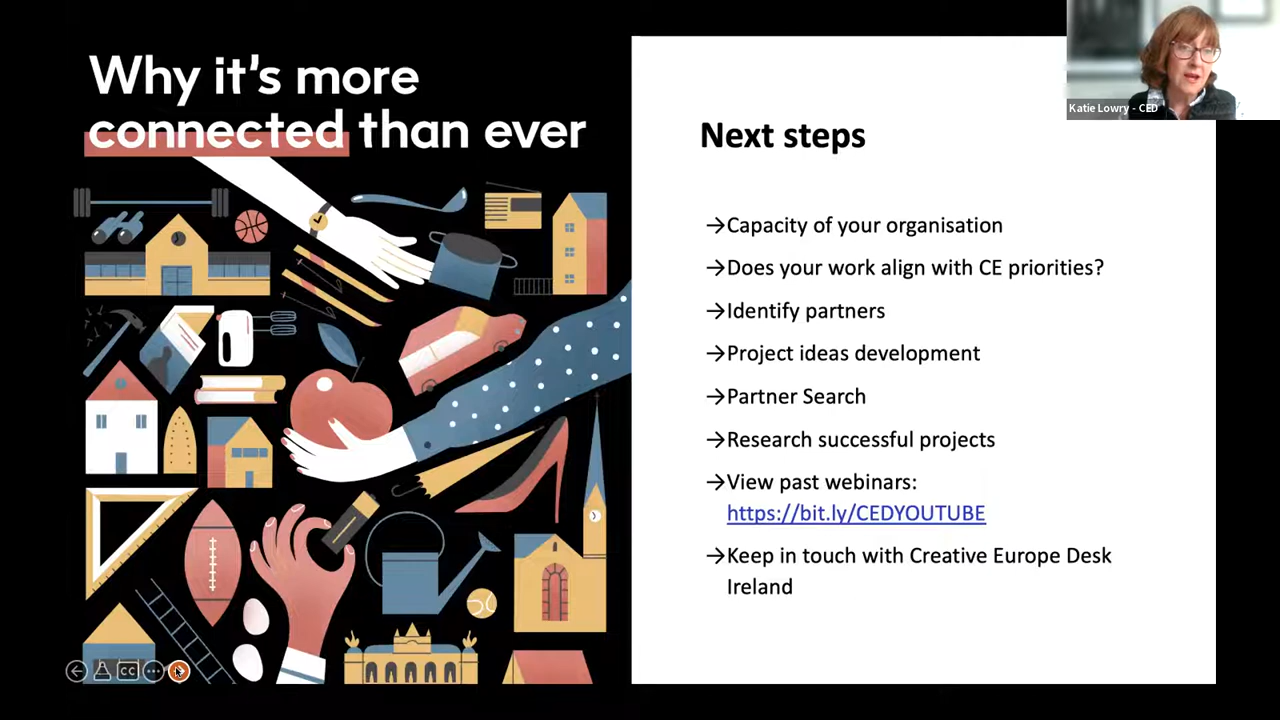 Why it's more
connected than ever
Katie Lowry - CED
Next steps
→Capacity of your organisation
→Does your work align with CE priorities?
→Identify partners
→Project ideas development
→Partner Search
→Research successful projects
→View past webinars:
https://bit.ly/CEDYOUTUBE
→Keep in touch with Creative Europe Desk
Ireland
CC